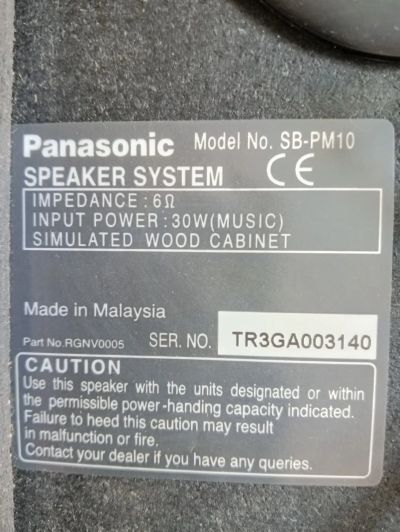 Panasonic Model No. SB-PM10
SPEAKER SYSTEM CE
IMPEDANCE : 6Ω
INPUT POWER : 30W(MUSIC)
SIMULATED WOOD CABINET
Made in Malaysia
Part No.RGNV0005 SER. NO. TR3GA003140
CAUTION
Use this speaker with the units designated or within
the permissible power-handing capacity indicated.
Failure to heed this caution may result
in malfunction or fire.
Contact your dealer if you have any queries.